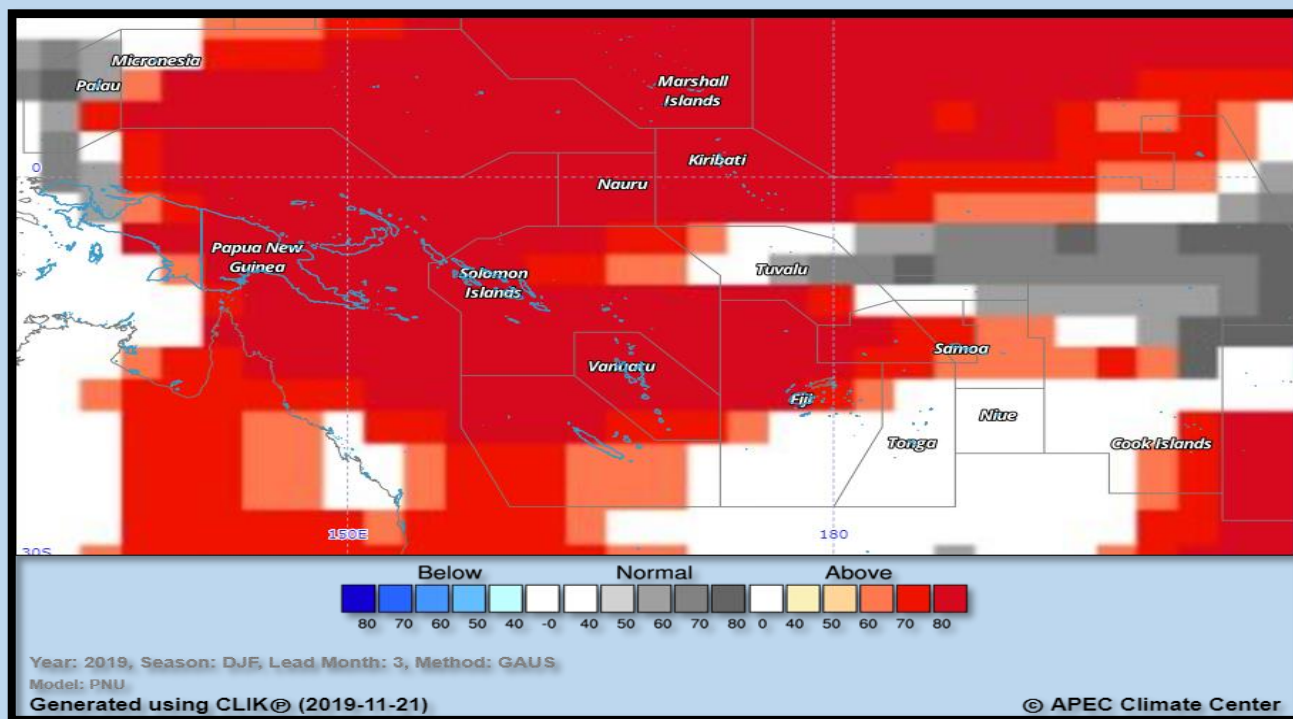 Micronesia
Palau
Marshall
Islands
0
Kiribati
Nauru
Papua New
Guinea
Solomon
Islands
Tuvalu
Samoa
Vanuatu
Fiji
Niue
Tonga
Cook Islands
150E
180
30S
Below Normal Above
80 70 60 50 40 -0 40 50 60 70 80 0 40 50 60 70 80
Year: 2019, Season: DJF, Lead Month: 3, Method: GAUS
Model: PNU
Generated using CLIK℗ (2019-11-21)
© APEC Climate Center